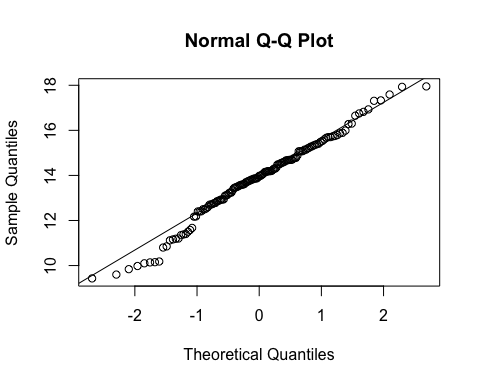 Normal Q-Q Plot
Sample Quantiles
18
16
14
12
10
-2 -1 0 1 2
Theoretical Quantiles